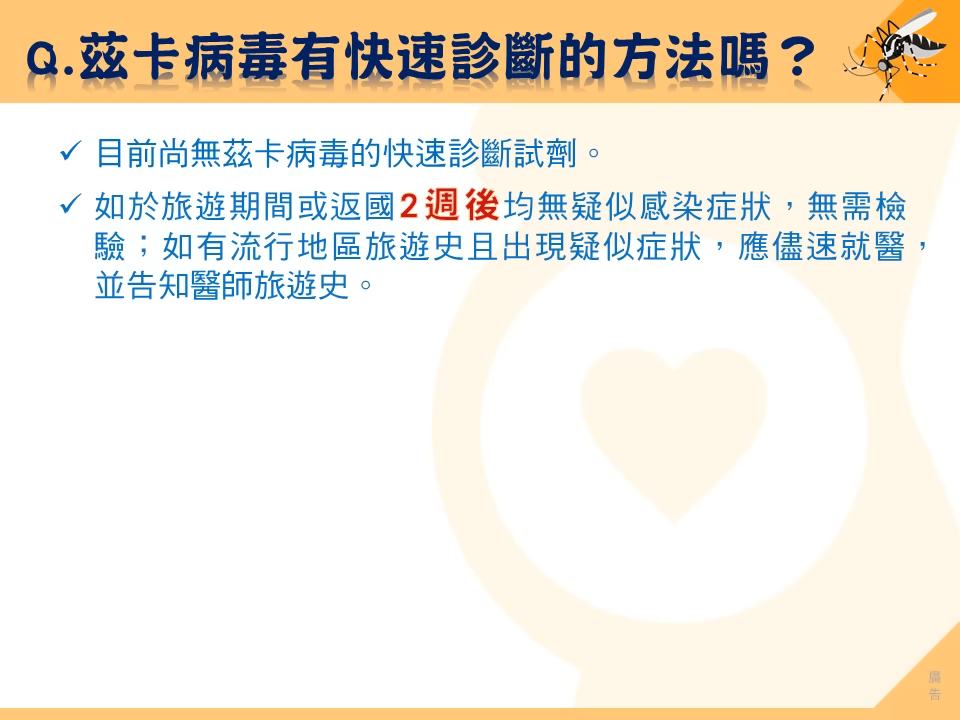 Q.茲卡病毒有快速診斷的方法嗎？
✓ 目前尚無茲卡病毒的快速診斷試劑。
✓ 如於旅遊期間或返國2週後均無疑似感染症狀，無需檢
驗；如有流行地區旅遊史且出現疑似症狀，應儘速就醫，
並告知醫師旅遊史。
廣
告